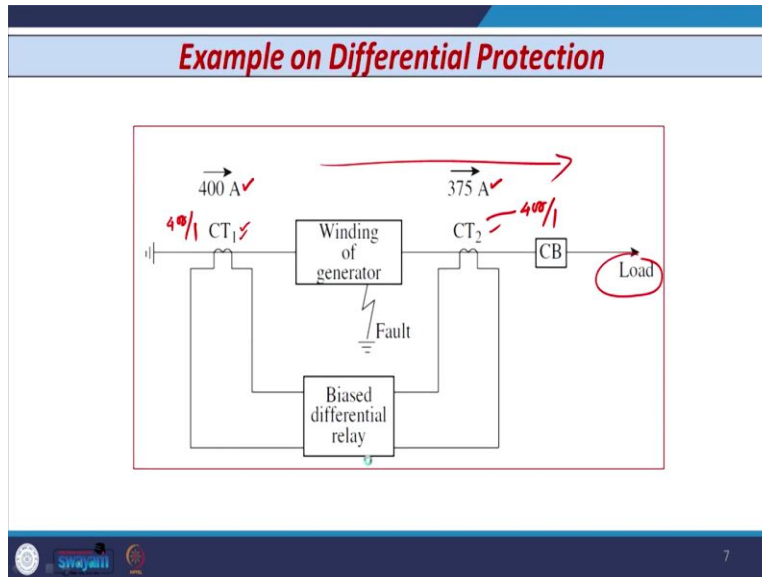 Example on Differential Protection
400 A✓
375 A✓
400/1
400/1
CT1
Winding
of
generator
CT2
CB
Load
Fault
Biased
differential
relay
swayam
7